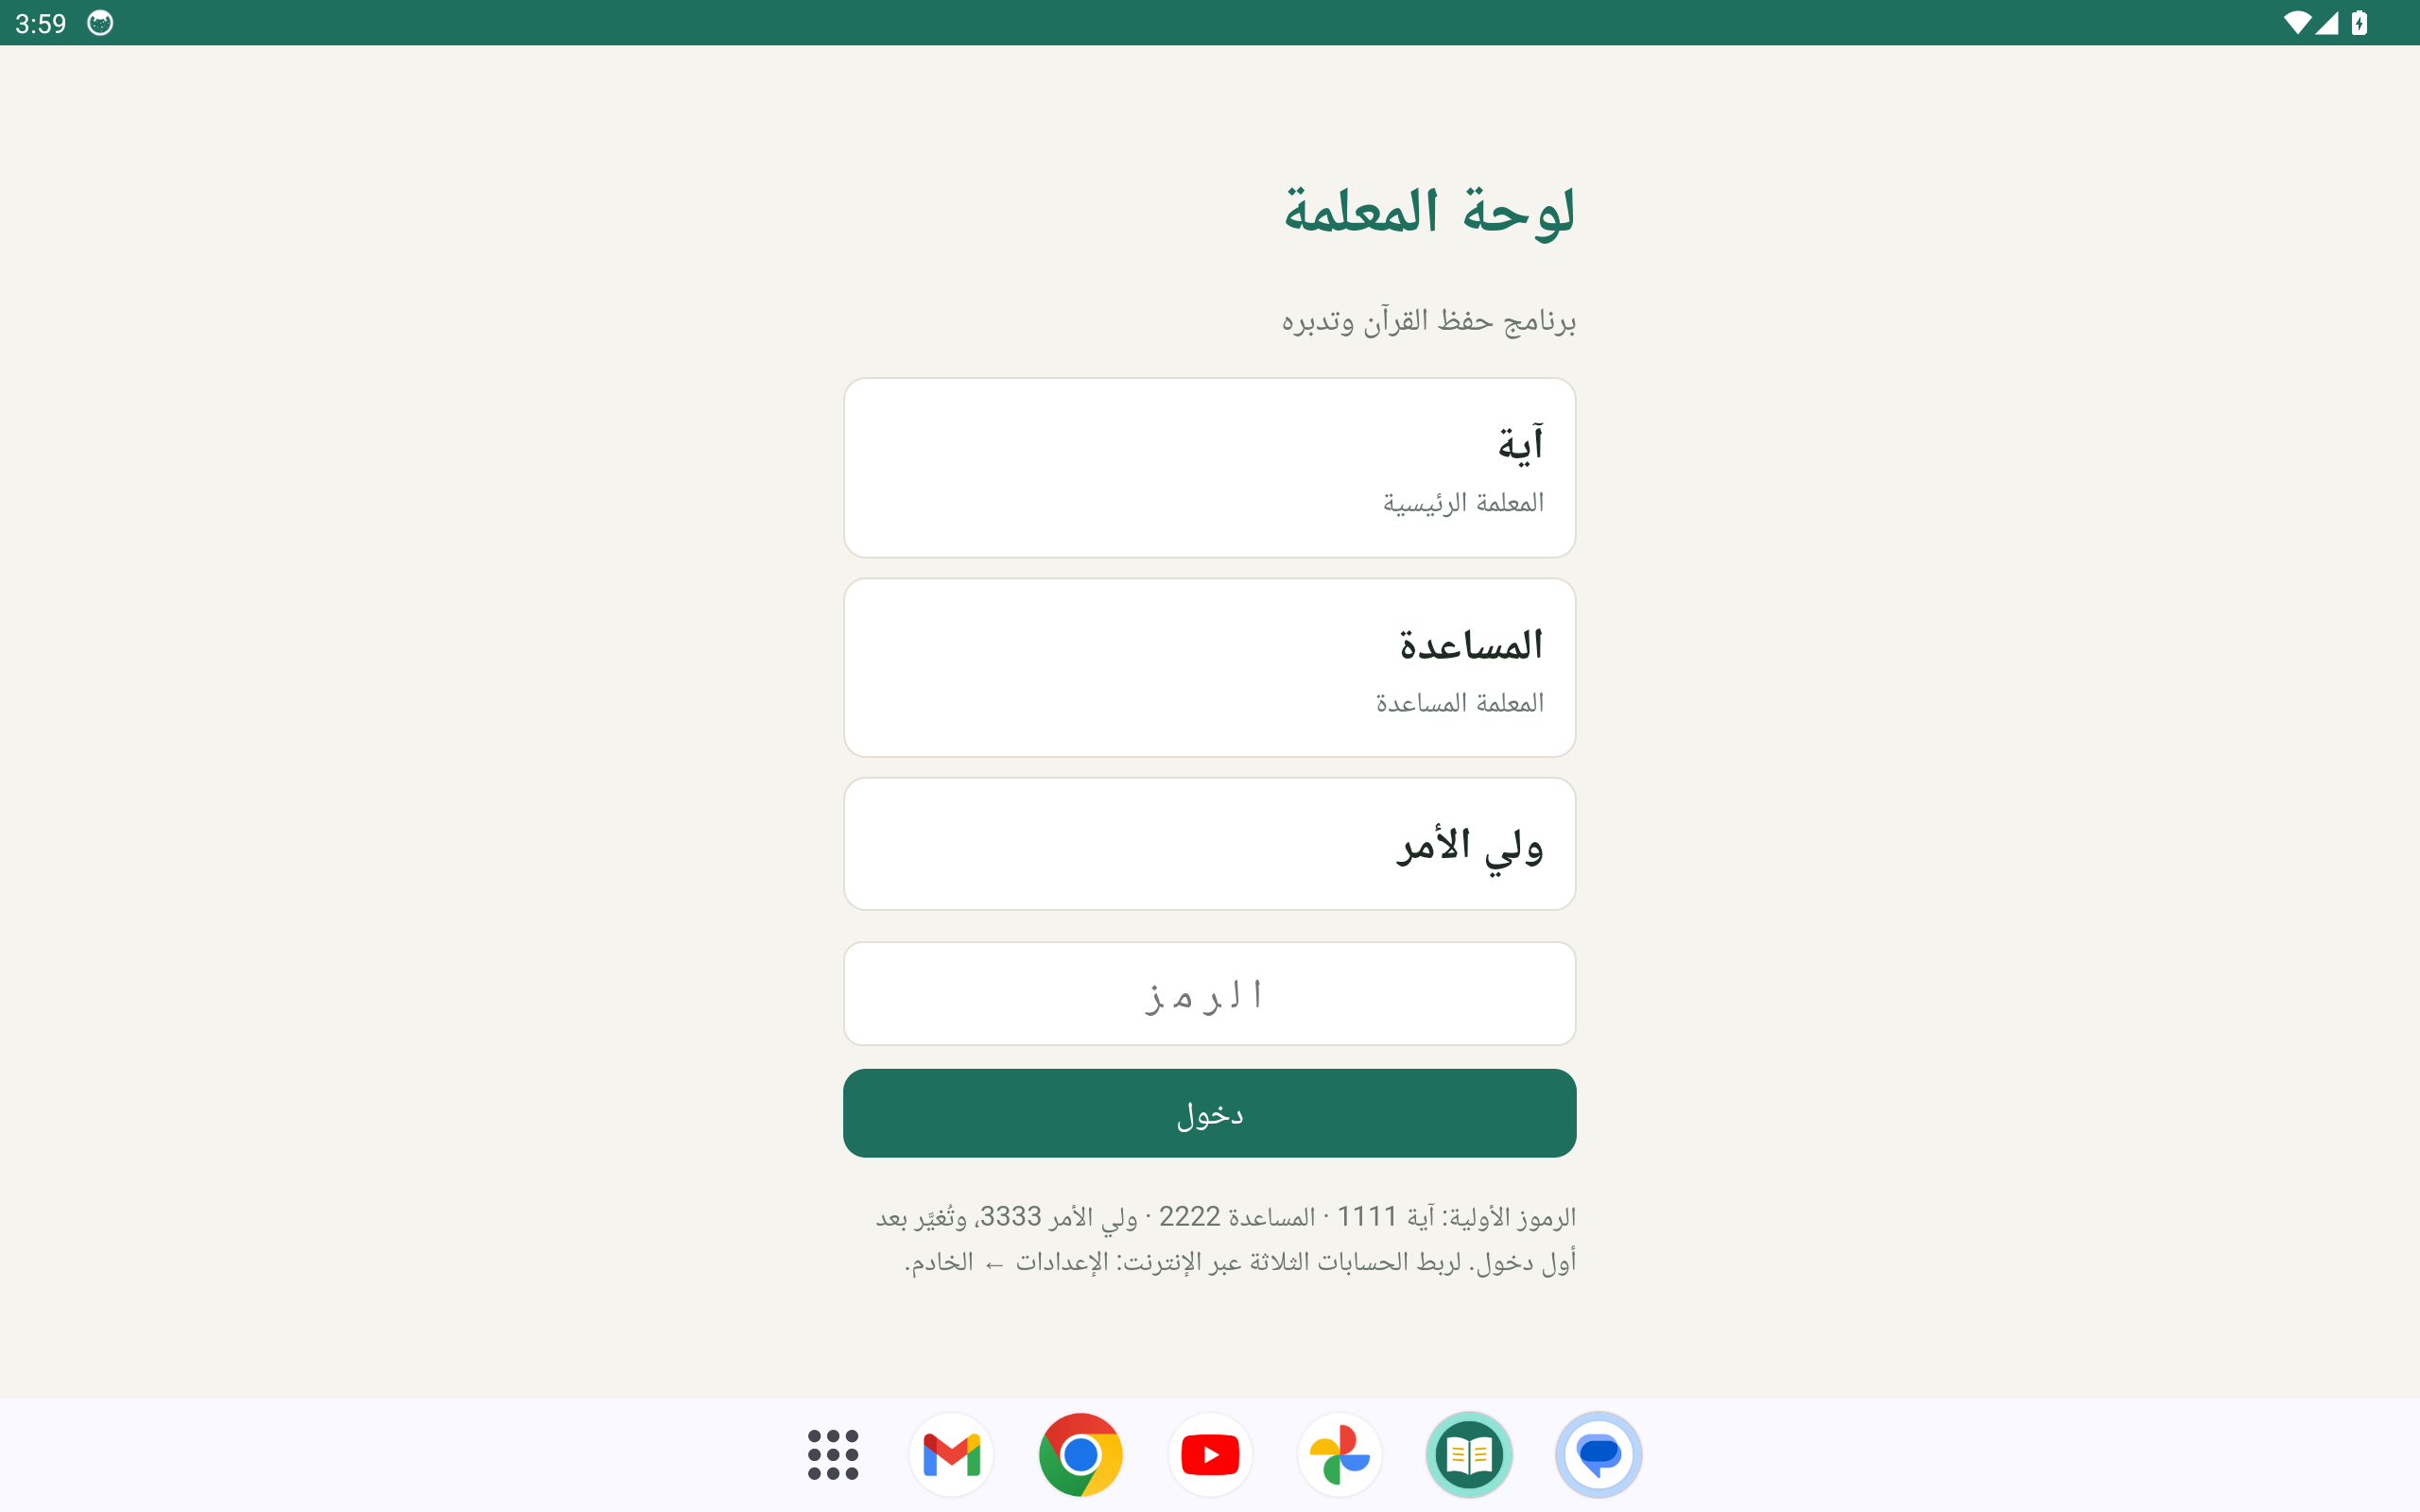 3:59
لوحة المعلمة
برنامج حفظ القرآن وتدبره
آية
المعلمة الرئيسية
المساعدة
المعلمة المساعدة
ولي الأمر
الرمز
دخول
الرموز الأولية: آية 1111 · المساعدة 2222 · ولي الأمر 3333، وتُغيَّر بعد
أول دخول. لربط الحسابات الثلاثة عبر الإنترنت: الإعدادات ← الخادم.